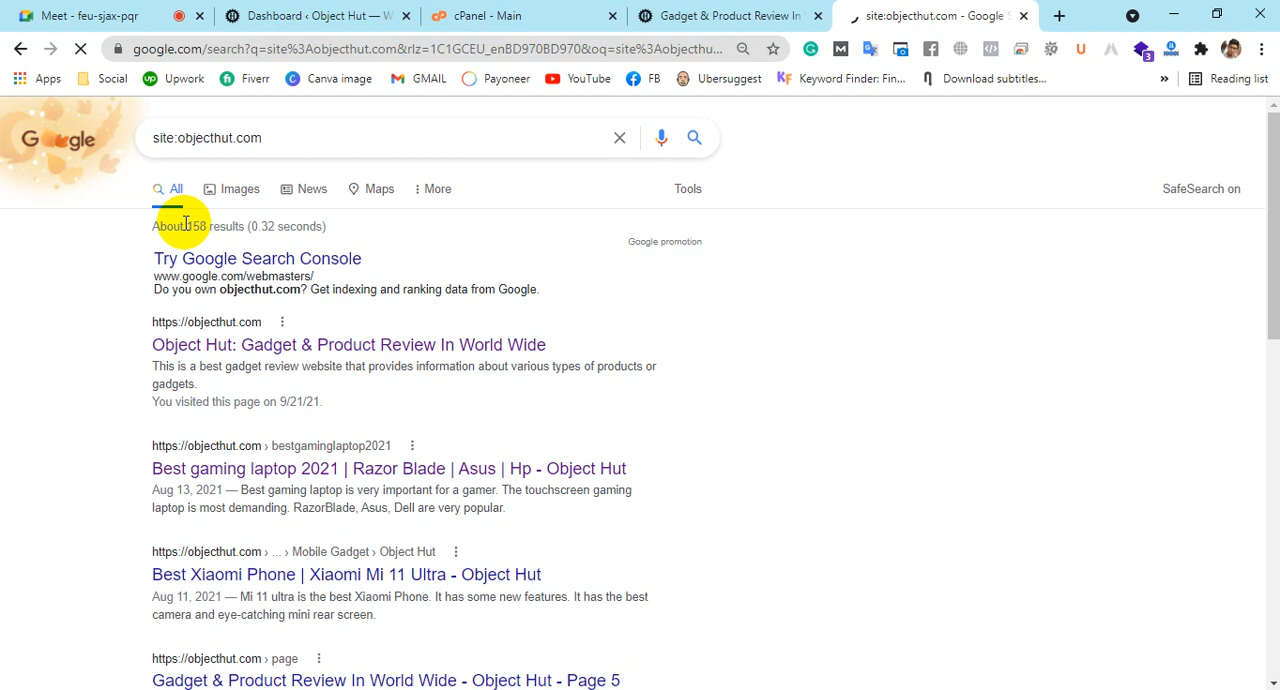 Meet - feu-sjax-pqr
Dashboard ‹ Object Hut — W
cPanel - Main
Gadget & Product Review In
site:objecthut.com - Google S
google.com/search?q=site%3Aobjecthut.com&rlz=1C1GCEU_enBD970BD970&oq=site%3Aobjecthu...
3
Apps
Social
Upwork
Fiverr
Canva image
GMAIL
Payoneer
YouTube
FB
Ubersuggest
Keyword Finder: Fin...
Download subtitles...
»
Reading list
Google
site:objecthut.com
All
Images
News
Maps
More
Tools
SafeSearch on
About 158 results (0.32 seconds)
Google promotion
Try Google Search Console
www.google.com/webmasters/
Do you own objecthut.com? Get indexing and ranking data from Google.
https://objecthut.com
Object Hut: Gadget & Product Review In World Wide
This is a best gadget review website that provides information about various types of products or
gadgets.
You visited this page on 9/21/21.
https://objecthut.com › bestgaminglaptop2021
Best gaming laptop 2021 | Razor Blade | Asus | Hp - Object Hut
Aug 13, 2021 — Best gaming laptop is very important for a gamer. The touchscreen gaming
laptop is most demanding. RazorBlade, Asus, Dell are very popular.
https://objecthut.com › ... › Mobile Gadget › Object Hut
Best Xiaomi Phone | Xiaomi Mi 11 Ultra - Object Hut
Aug 11, 2021 — Mi 11 ultra is the best Xiaomi Phone. It has some new features. It has the best
camera and eye-catching mini rear screen.
https://objecthut.com › page
Gadget & Product Review In World Wide - Object Hut - Page 5